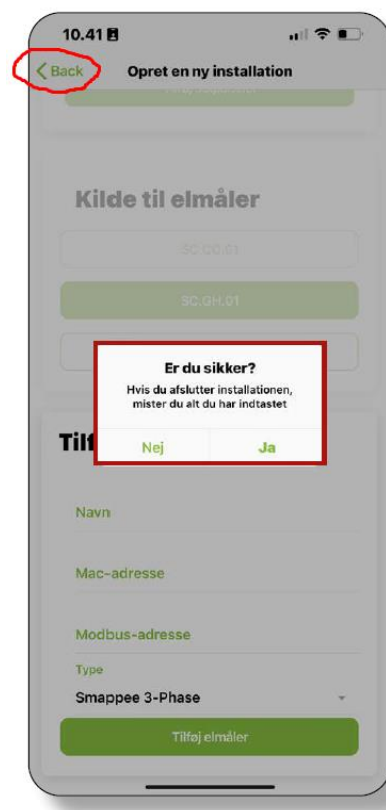 10.41
Back
Opret en ny installation
Kilde til elmåler
SC.CC.01
SC.GH.01
Er du sikker?
Hvis du afslutter installationen,
mister du alt du har indtastet
Nej
Ja
Navn
Mac-adresse
Modbus-adresse
Type
Smappee 3-Phase
Tilføj elmåler